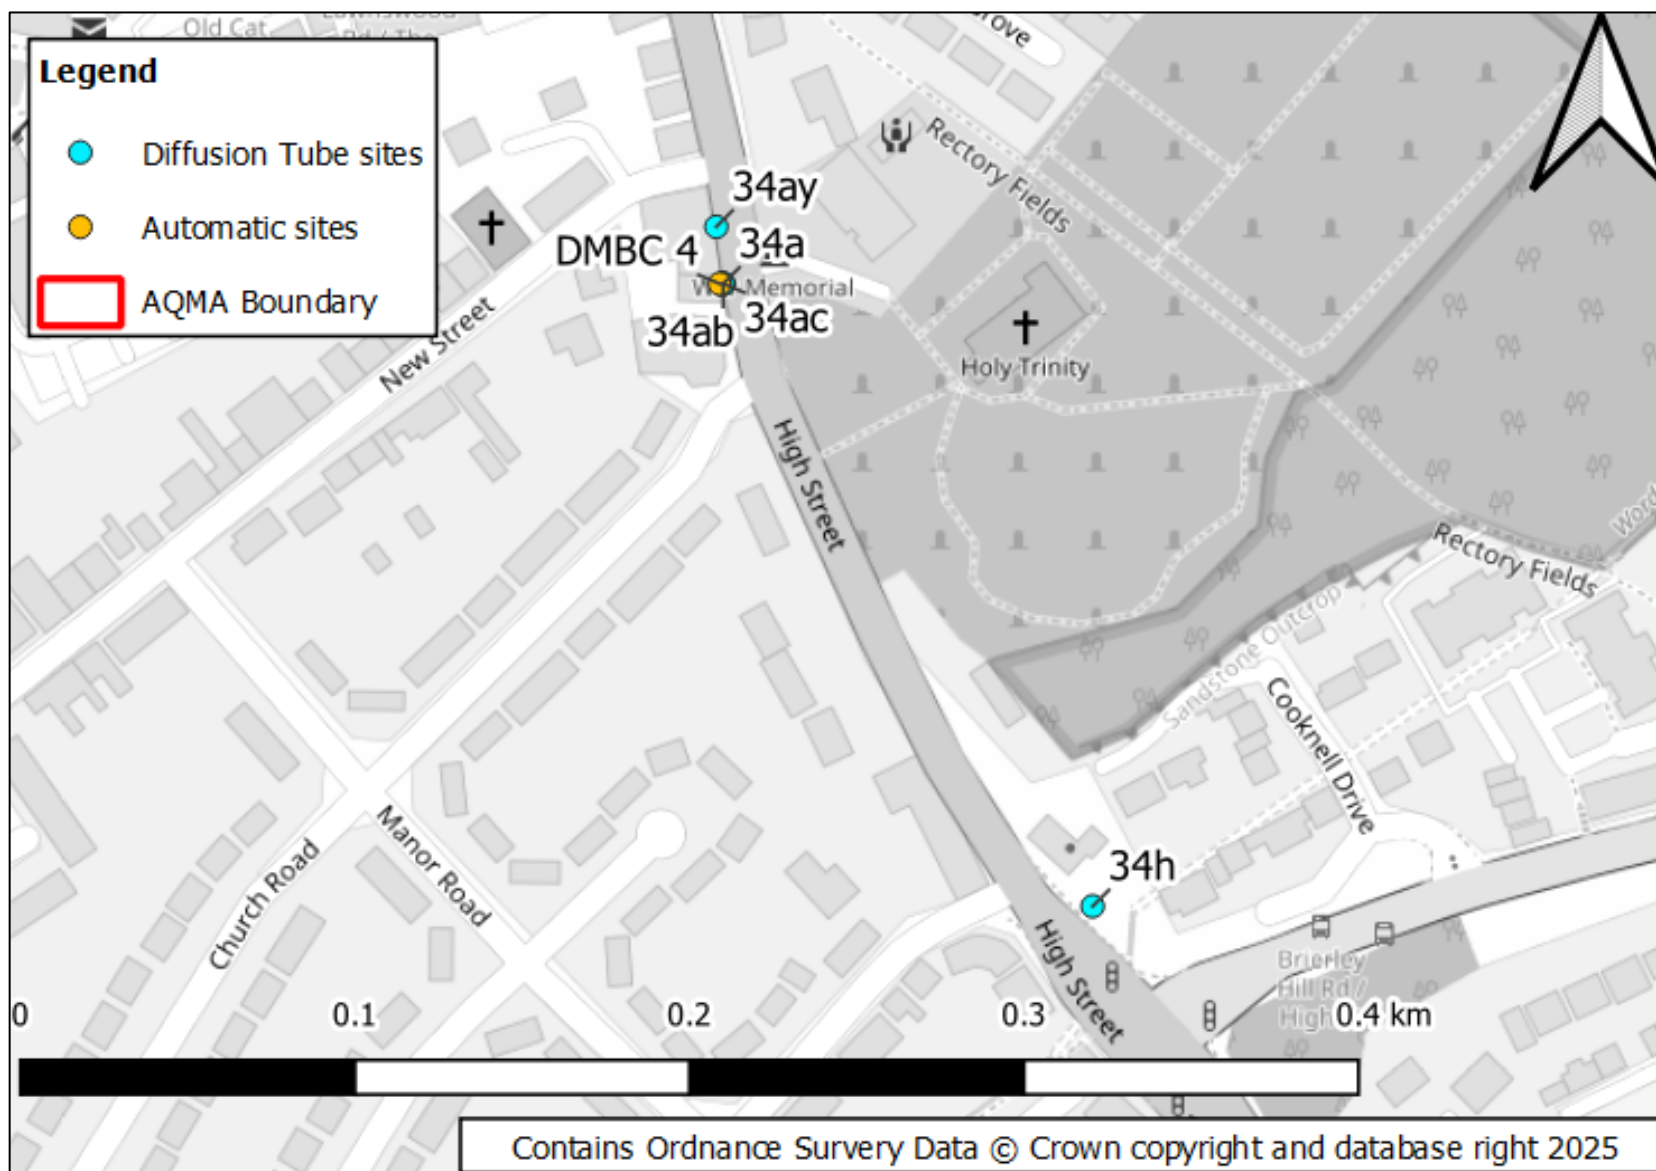 Old Cat
Legend
Diffusion Tube sites
Automatic sites
AQMA Boundary
Rectory Fields
34ay
DMBC 4
34a
Memorial
34ab
34ac
New Street
Holy Trinity
High Street
Rectory Fields
Sandstone Outcrop
Cooknell Drive
Manor Road
Church Road
34h
High Street
Brierley
Hill Rd /
0
0.1
0.2
0.3
0.4 km
Contains Ordnance Survery Data © Crown copyright and database right 2025